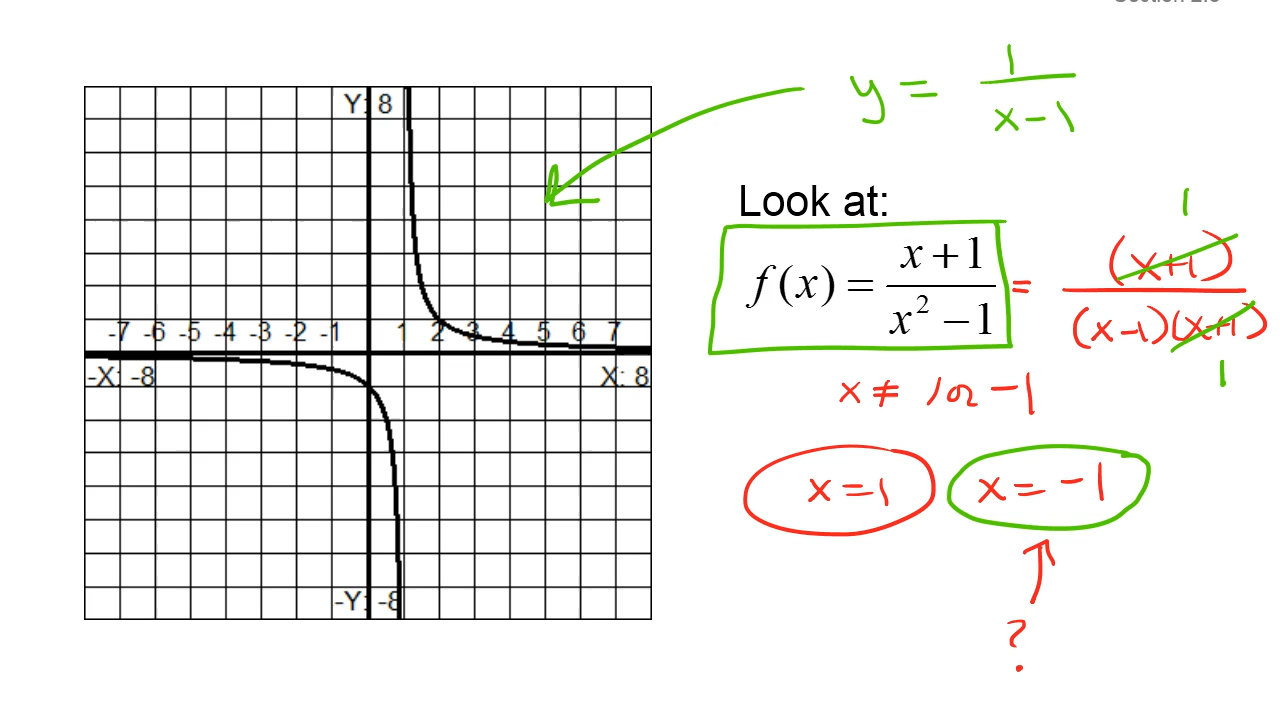 y = 1/(x-1)
Look at:
f(x) = (x+1)/(x² −1) = (x+1)/((x-1)(x+1))
1
1
x ≠ 1 or -1
x = 1
x = -1
?
Y: 8
-7 -6 -5 -4 -3 -2 -1 1 2 3 4 5 6 7
-X: -8
X: 8
-Y: -8